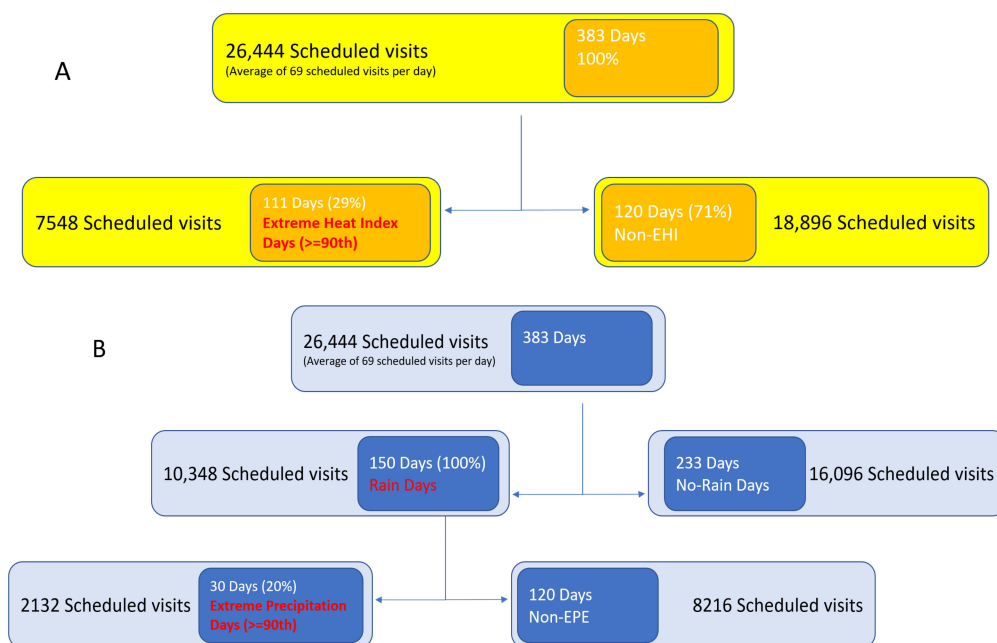 A
26,444 Scheduled visits
(Average of 69 scheduled visits per day)
383 Days
100%
7548 Scheduled visits
111 Days (29%)
Extreme Heat Index
Days (>=90th)
120 Days (71%)
Non-EHI
18,896 Scheduled visits
B
26,444 Scheduled visits
(Average of 69 scheduled visits per day)
383 Days
10,348 Scheduled visits
150 Days (100%)
Rain Days
233 Days
No-Rain Days
16,096 Scheduled visits
2132 Scheduled visits
30 Days (20%)
Extreme Precipitation
Days (>=90th)
120 Days
Non-EPE
8216 Scheduled visits